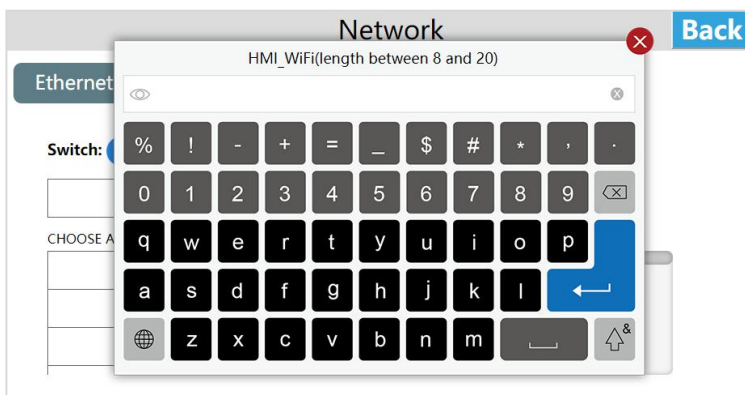 Network
Back
HMI_WiFi(length between 8 and 20)
Ethernet
Switch:
% ! - + = _ $ # * , .
0 1 2 3 4 5 6 7 8 9
CHOOSE A
q w e r t y u i o p
a s d f g h j k l
z x c v b n m
&